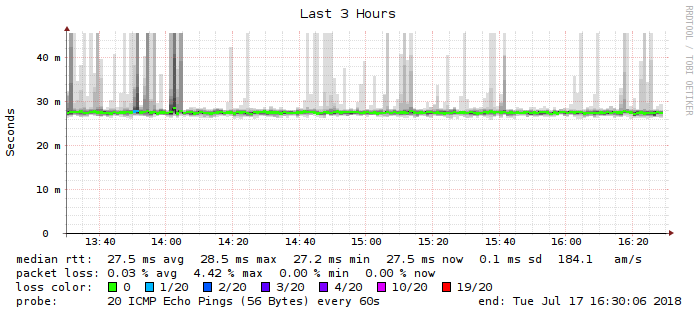 Last 3 Hours
RRDTOOL / TOBI OETIKER
Seconds
40 m
30 m
20 m
10 m
0
13:40 14:00 14:20 14:40 15:00 15:20 15:40 16:00 16:20
median rtt: 27.5 ms avg 28.5 ms max 27.2 ms min 27.5 ms now 0.1 ms sd 184.1 am/s
packet loss: 0.03 % avg 4.42 % max 0.00 % min 0.00 % now
loss color: 0 1/20 2/20 3/20 4/20 10/20 19/20
probe: 20 ICMP Echo Pings (56 Bytes) every 60s end: Tue Jul 17 16:30:06 2018